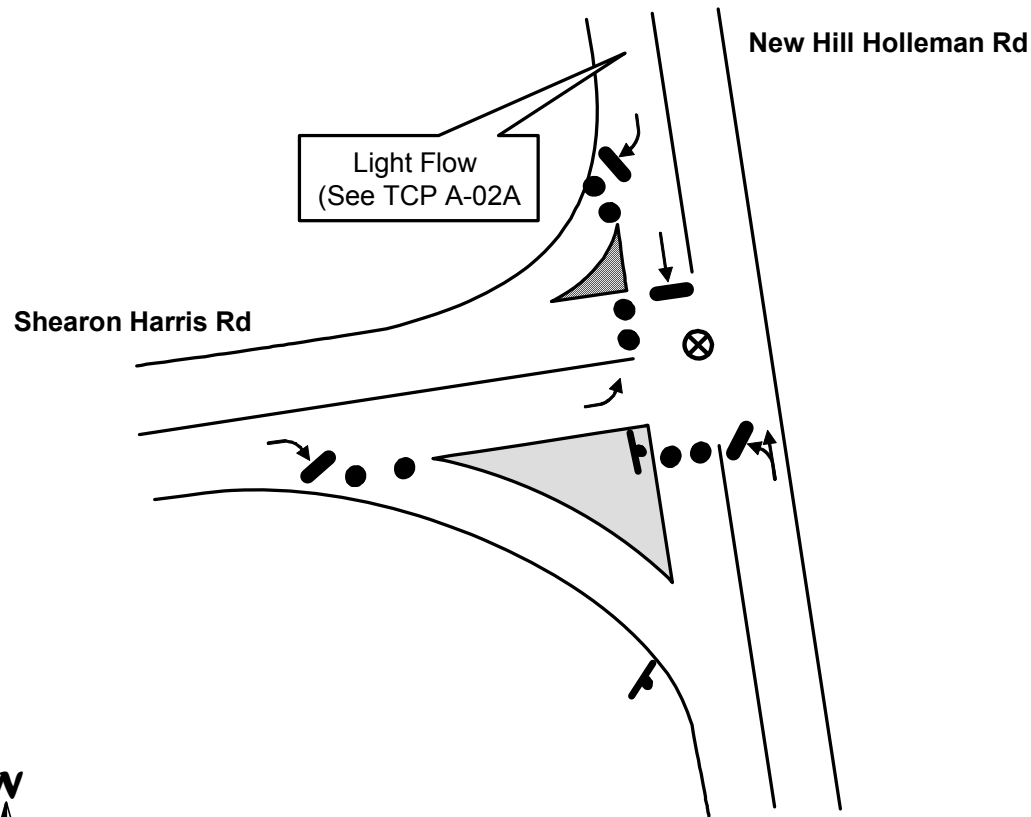 New Hill Holleman Rd
Light Flow
(See TCP A-02A
Shearon Harris Rd
N